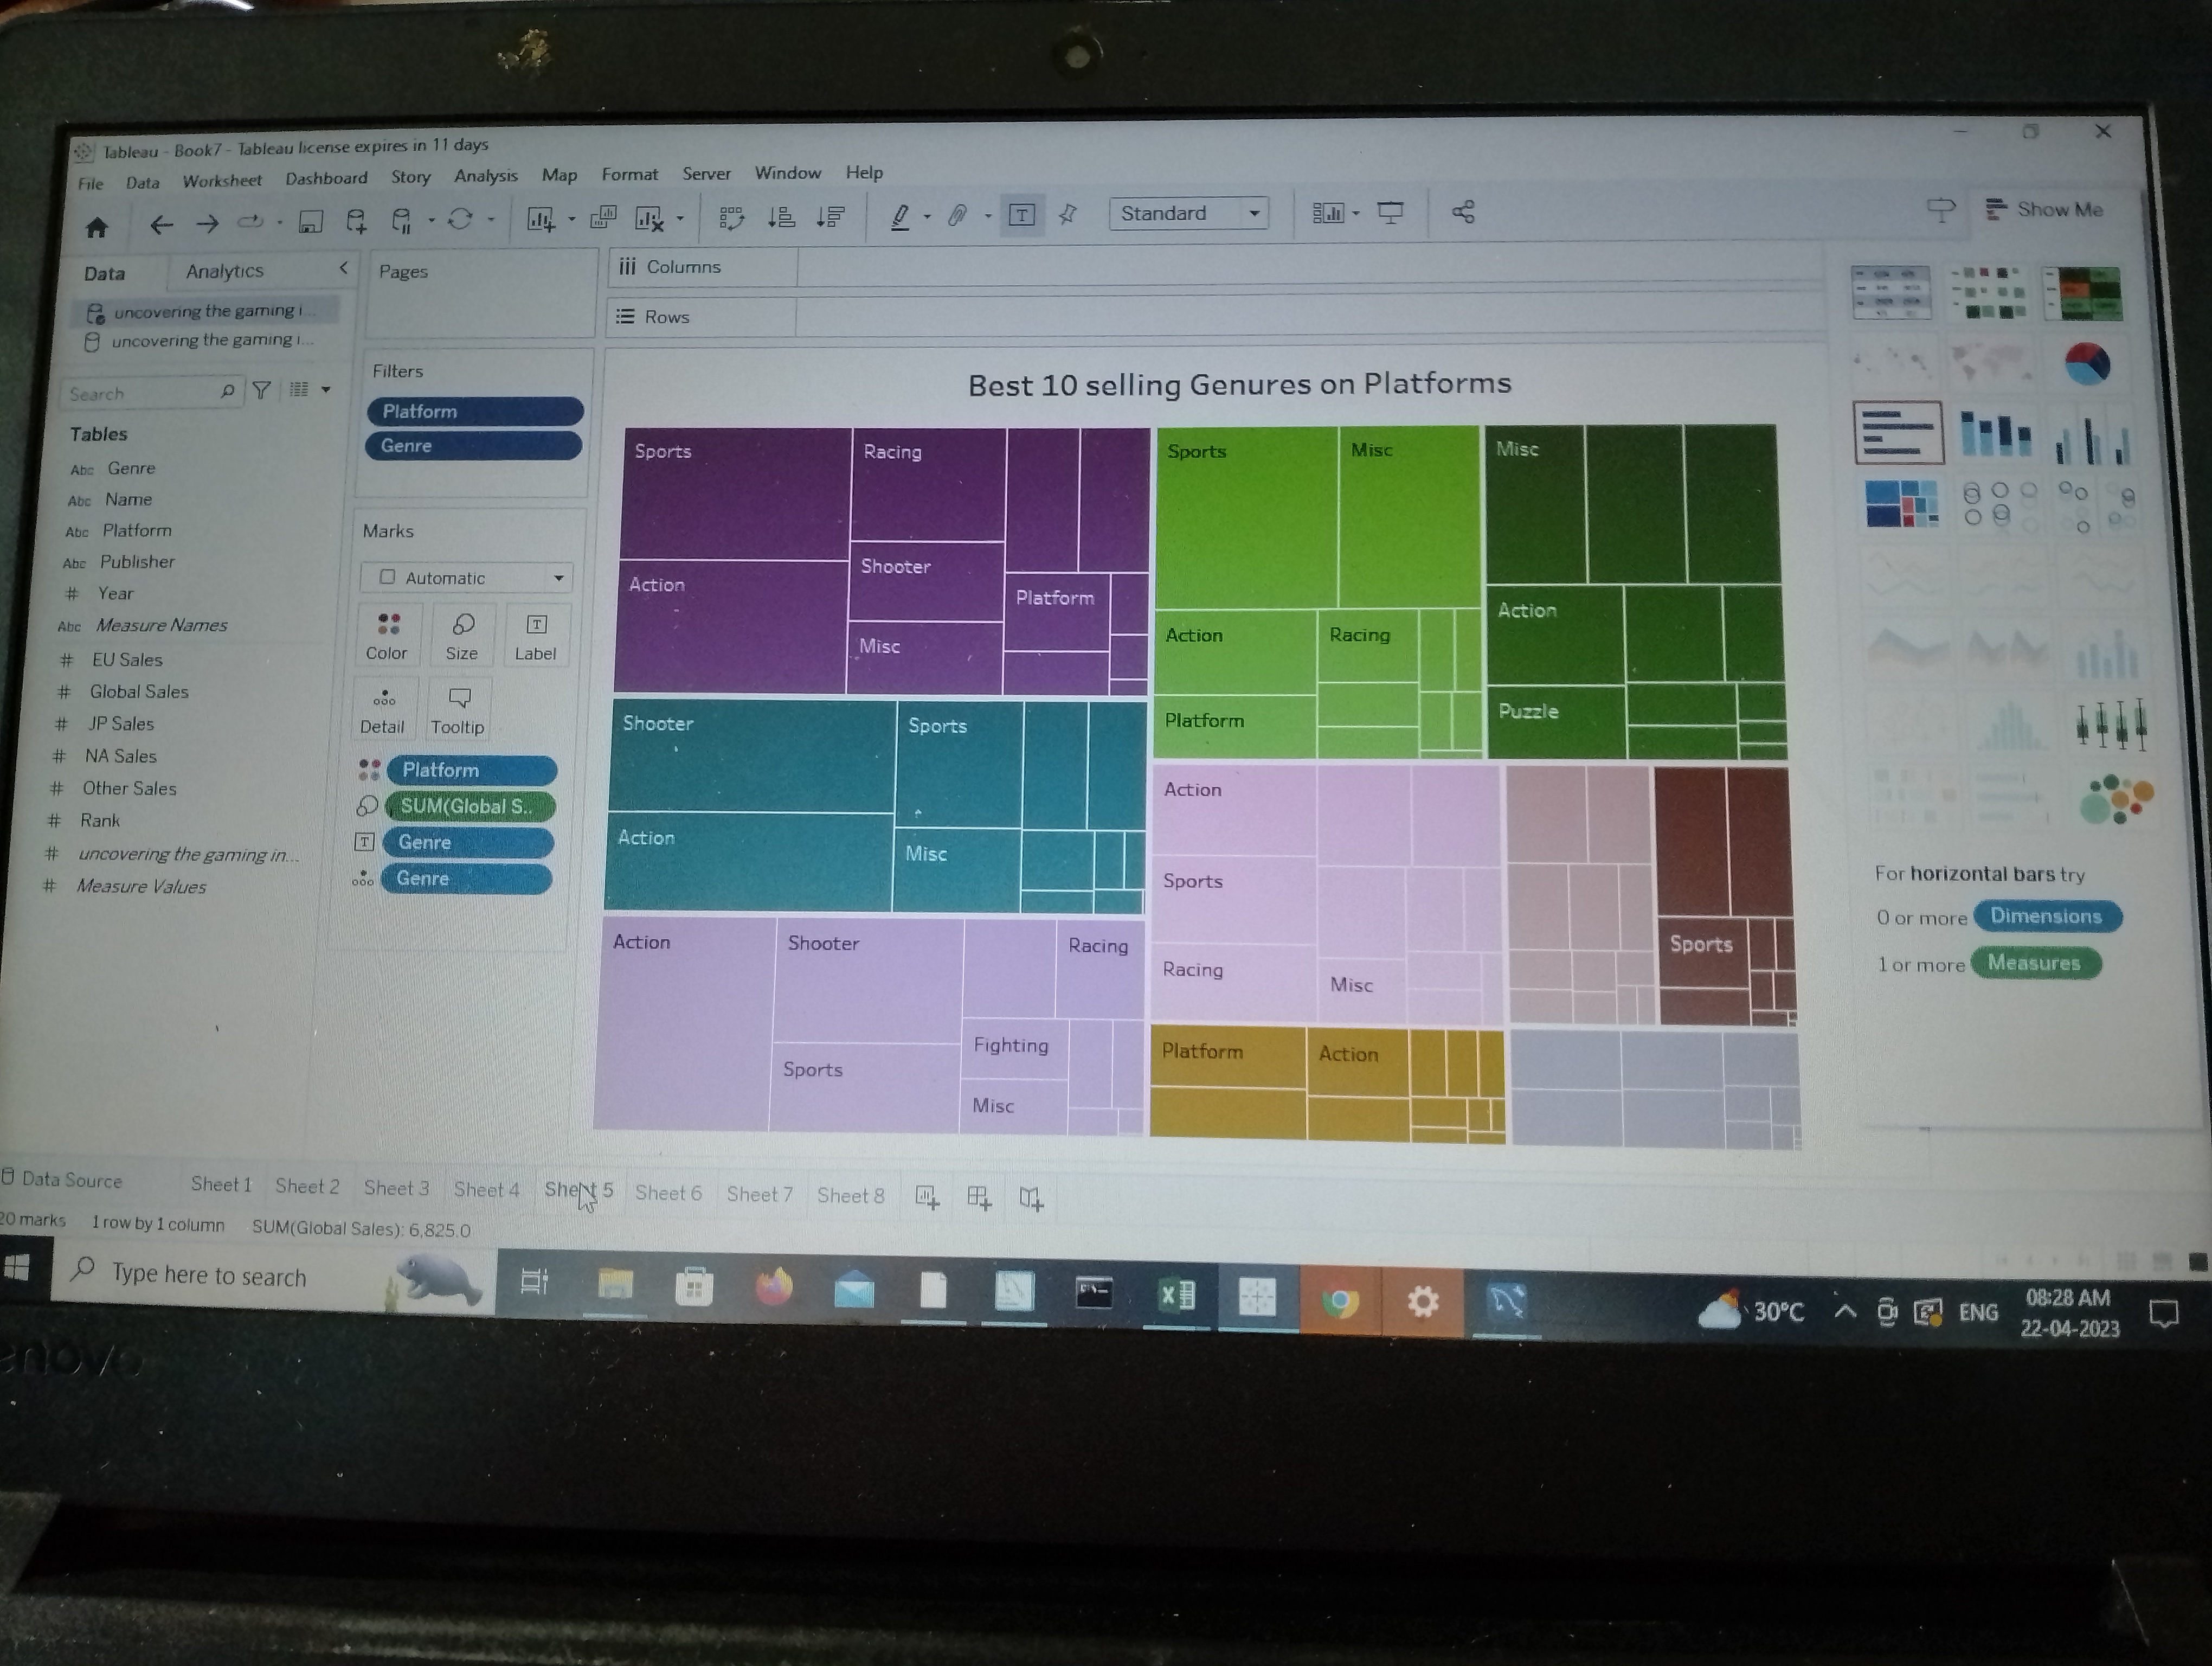 Tableau - Book7 - Tableau license expires in 11 days
File Data Worksheet Dashboard Story Analysis Map Format Server Window Help
Standard
Show Me
Data Analytics
Pages
Columns
Rows
uncovering the gaming i...
uncovering the gaming i...
Search
Filters
Platform
Genre
Tables
Abc Genre
Abc Name
Abc Platform
Abc Publisher
# Year
Abc Measure Names
# EU Sales
# Global Sales
# JP Sales
# NA Sales
# Other Sales
# Rank
# uncovering the gaming in...
# Measure Values
Marks
Automatic
Color Size Label
Detail Tooltip
Platform
SUM(Global S..
Genre
Genre
Best 10 selling Genures on Platforms
Sports
Racing
Action
Shooter
Platform
Misc
Sports
Misc
Action
Racing
Platform
Misc
Action
Puzzle
Shooter
Sports
Action
Misc
Action
Sports
Racing
Misc
Sports
Action
Shooter
Racing
Sports
Fighting
Misc
Platform
Action
For horizontal bars try
0 or more Dimensions
1 or more Measures
Data Source Sheet 1 Sheet 2 Sheet 3 Sheet 4 Sheet 5 Sheet 6 Sheet 7 Sheet 8
20 marks 1 row by 1 column SUM(Global Sales): 6,825.0
Type here to search
30°C
ENG
08:28 AM
22-04-2023
enovo